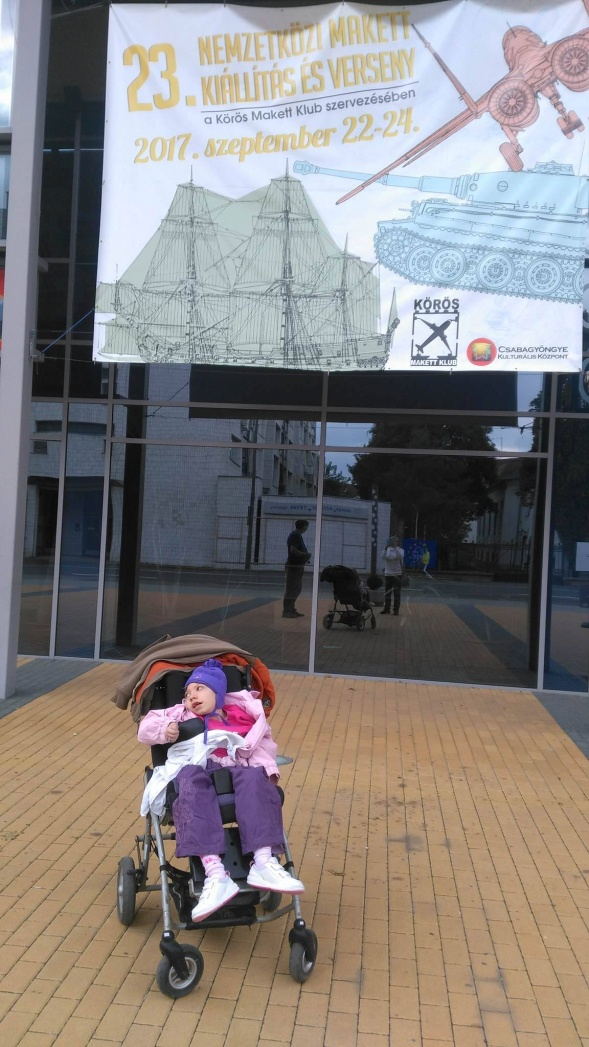 23. NEMZETKÖZI MAKETT
KIÁLLÍTÁS ÉS VERSENY
a Körös Makett Klub szervezésében
2017. szeptember 22-24.
KÖRÖS
MAKETT KLUB
CSABAGYÖNGYE
KULTURÁLIS KÖZPONT